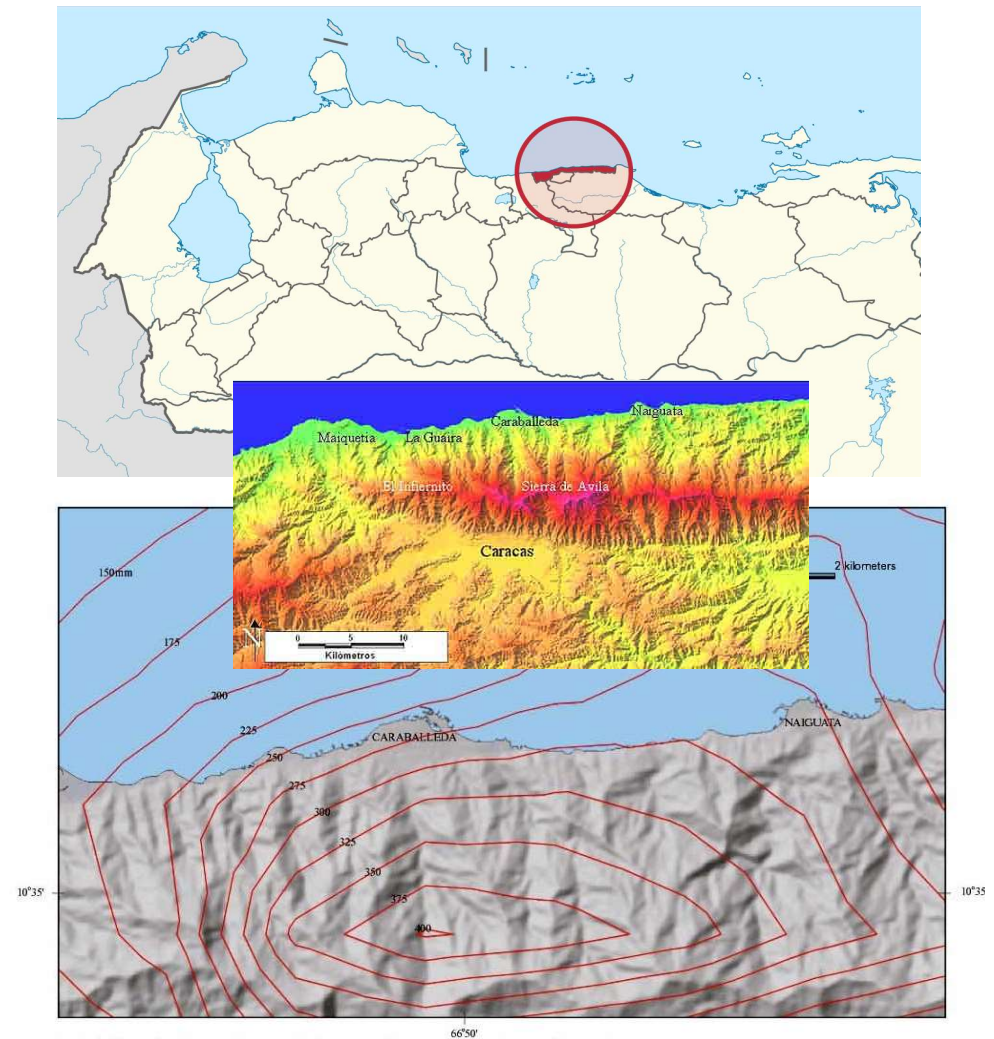 Naiguata
Caraballeda
Maiquetia
La Guaira
El Infiernito
Sierra de Avila
Caracas
N
0 5 10
Kilómetros
2 kilometers
150mm
175
200
225
250
275
300
325
350
375
400
CARABALLEDA
NAIGUATA
10°35'
10°35'
66°50'